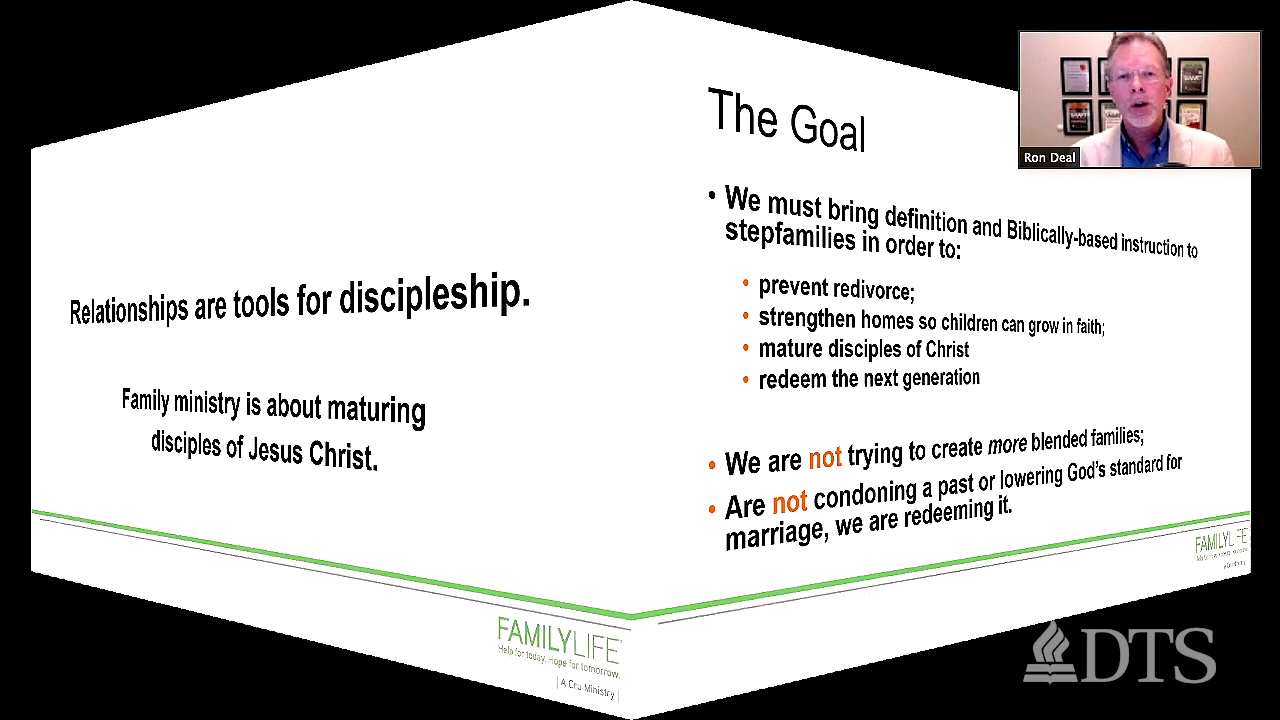 Relationships are tools for discipleship.
Family ministry is about maturing
disciples of Jesus Christ.
FAMILYLIFE
Help for today. Hope for tomorrow.
| A Cru Ministry |
The Goal
• We must bring definition and Biblically-based instruction to
stepfamilies in order to:
• prevent redivorce;
• strengthen homes so children can grow in faith;
• mature disciples of Christ
• redeem the next generation
• We are not trying to create more blended families;
• Are not condoning a past or lowering God's standard for
marriage, we are redeeming it.
FAMILYLIFE
Ron Deal
DTS